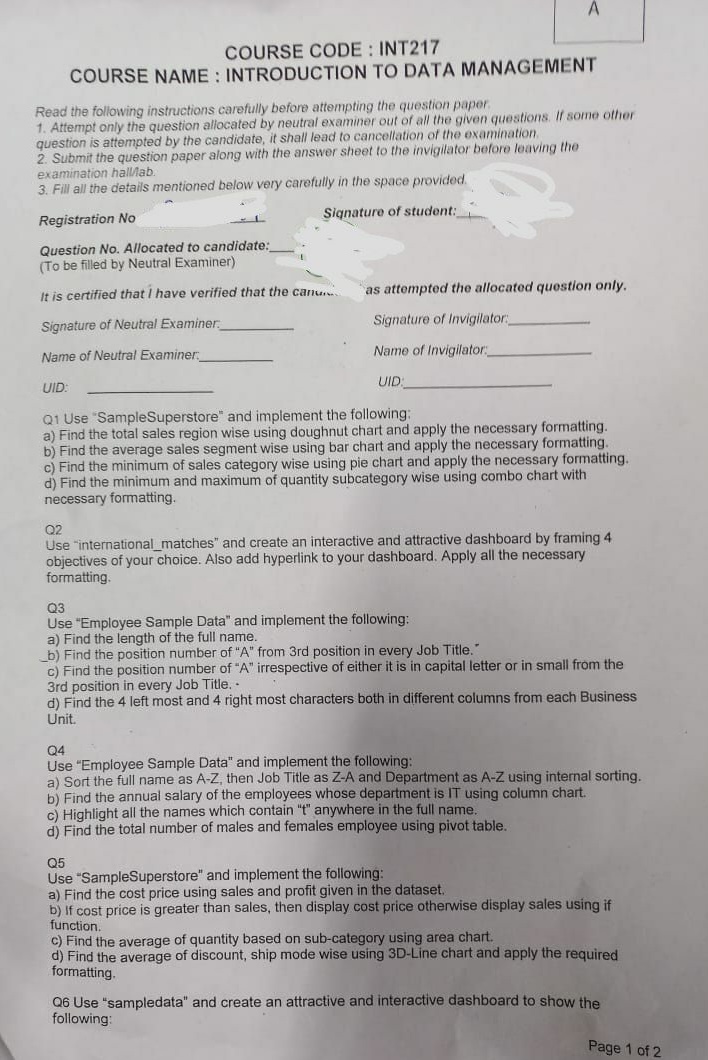 A
COURSE CODE : INT217
COURSE NAME : INTRODUCTION TO DATA MANAGEMENT
Read the following instructions carefully before attempting the question paper.
1. Attempt only the question allocated by neutral examiner out of all the given questions. If some other
question is attempted by the candidate, it shall lead to cancellation of the examination.
2. Submit the question paper along with the answer sheet to the invigilator before leaving the
examination hall/lab.
3. Fill all the details mentioned below very carefully in the space provided.
Registration No Signature of student:
Question No. Allocated to candidate:____
(To be filled by Neutral Examiner)
It is certified that I have verified that the as attempted the allocated question only.
Signature of Neutral Examiner:__________ Signature of Invigilator:___________
Name of Neutral Examiner:__________ Name of Invigilator:______________
UID: _________________ UID:____________________
Q1 Use "SampleSuperstore" and implement the following:
a) Find the total sales region wise using doughnut chart and apply the necessary formatting.
b) Find the average sales segment wise using bar chart and apply the necessary formatting.
c) Find the minimum of sales category wise using pie chart and apply the necessary formatting.
d) Find the minimum and maximum of quantity subcategory wise using combo chart with
necessary formatting.
Q2
Use "international_matches" and create an interactive and attractive dashboard by framing 4
objectives of your choice. Also add hyperlink to your dashboard. Apply all the necessary
formatting.
Q3
Use "Employee Sample Data" and implement the following:
a) Find the length of the full name.
b) Find the position number of "A" from 3rd position in every Job Title."
c) Find the position number of "A" irrespective of either it is in capital letter or in small from the
3rd position in every Job Title.
d) Find the 4 left most and 4 right most characters both in different columns from each Business
Unit.
Q4
Use "Employee Sample Data" and implement the following:
a) Sort the full name as A-Z, then Job Title as Z-A and Department as A-Z using internal sorting.
b) Find the annual salary of the employees whose department is IT using column chart.
c) Highlight all the names which contain "t" anywhere in the full name.
d) Find the total number of males and females employee using pivot table.
Q5
Use "SampleSuperstore" and implement the following:
a) Find the cost price using sales and profit given in the dataset.
b) If cost price is greater than sales, then display cost price otherwise display sales using if
function.
c) Find the average of quantity based on sub-category using area chart.
d) Find the average of discount, ship mode wise using 3D-Line chart and apply the required
formatting.
Q6 Use "sampledata" and create an attractive and interactive dashboard to show the
following:
Page 1 of 2